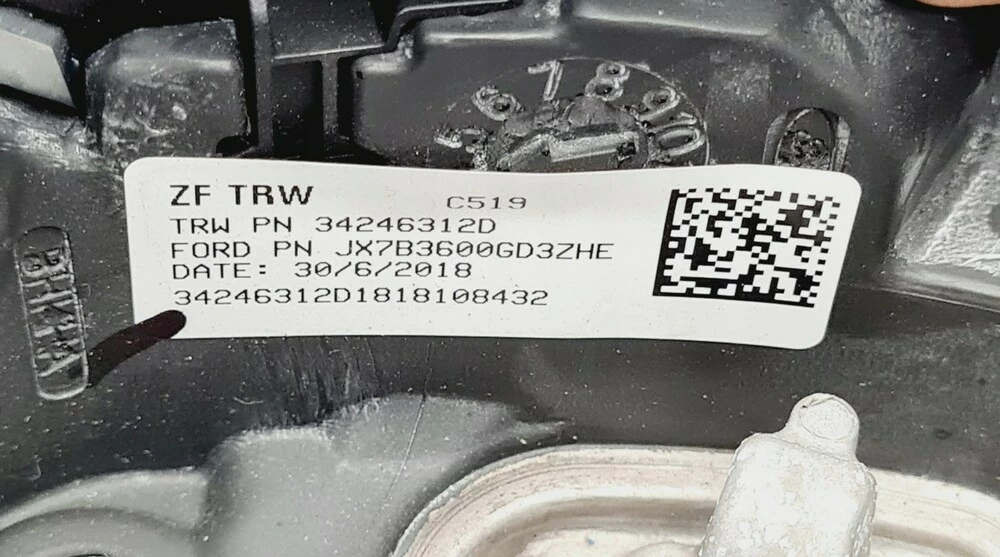 ZF TRW C519
TRW PN 34246312D
FORD PN JX7B3600GD3ZHE
DATE: 30/6/2018
34246312D1818108432